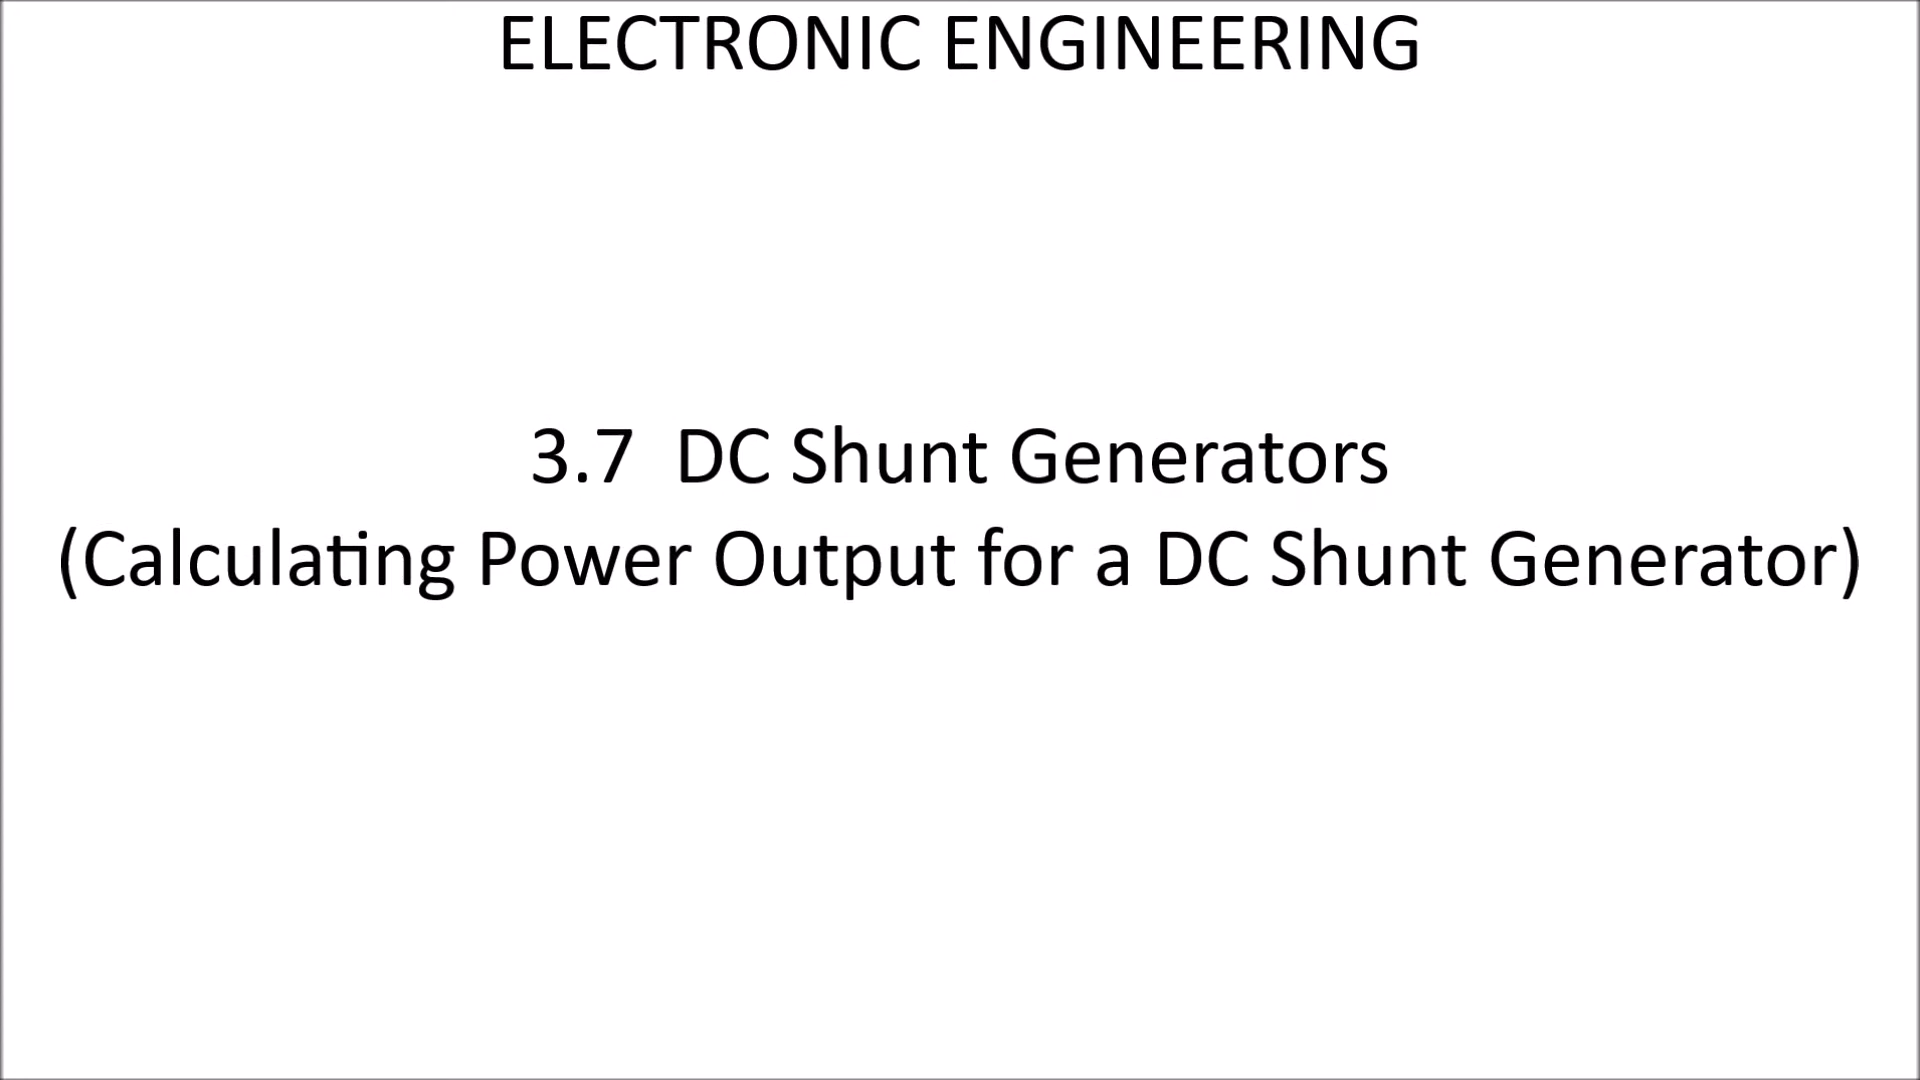 ELECTRONIC ENGINEERING
3.7  DC Shunt Generators
(Calculating Power Output for a DC Shunt Generator)